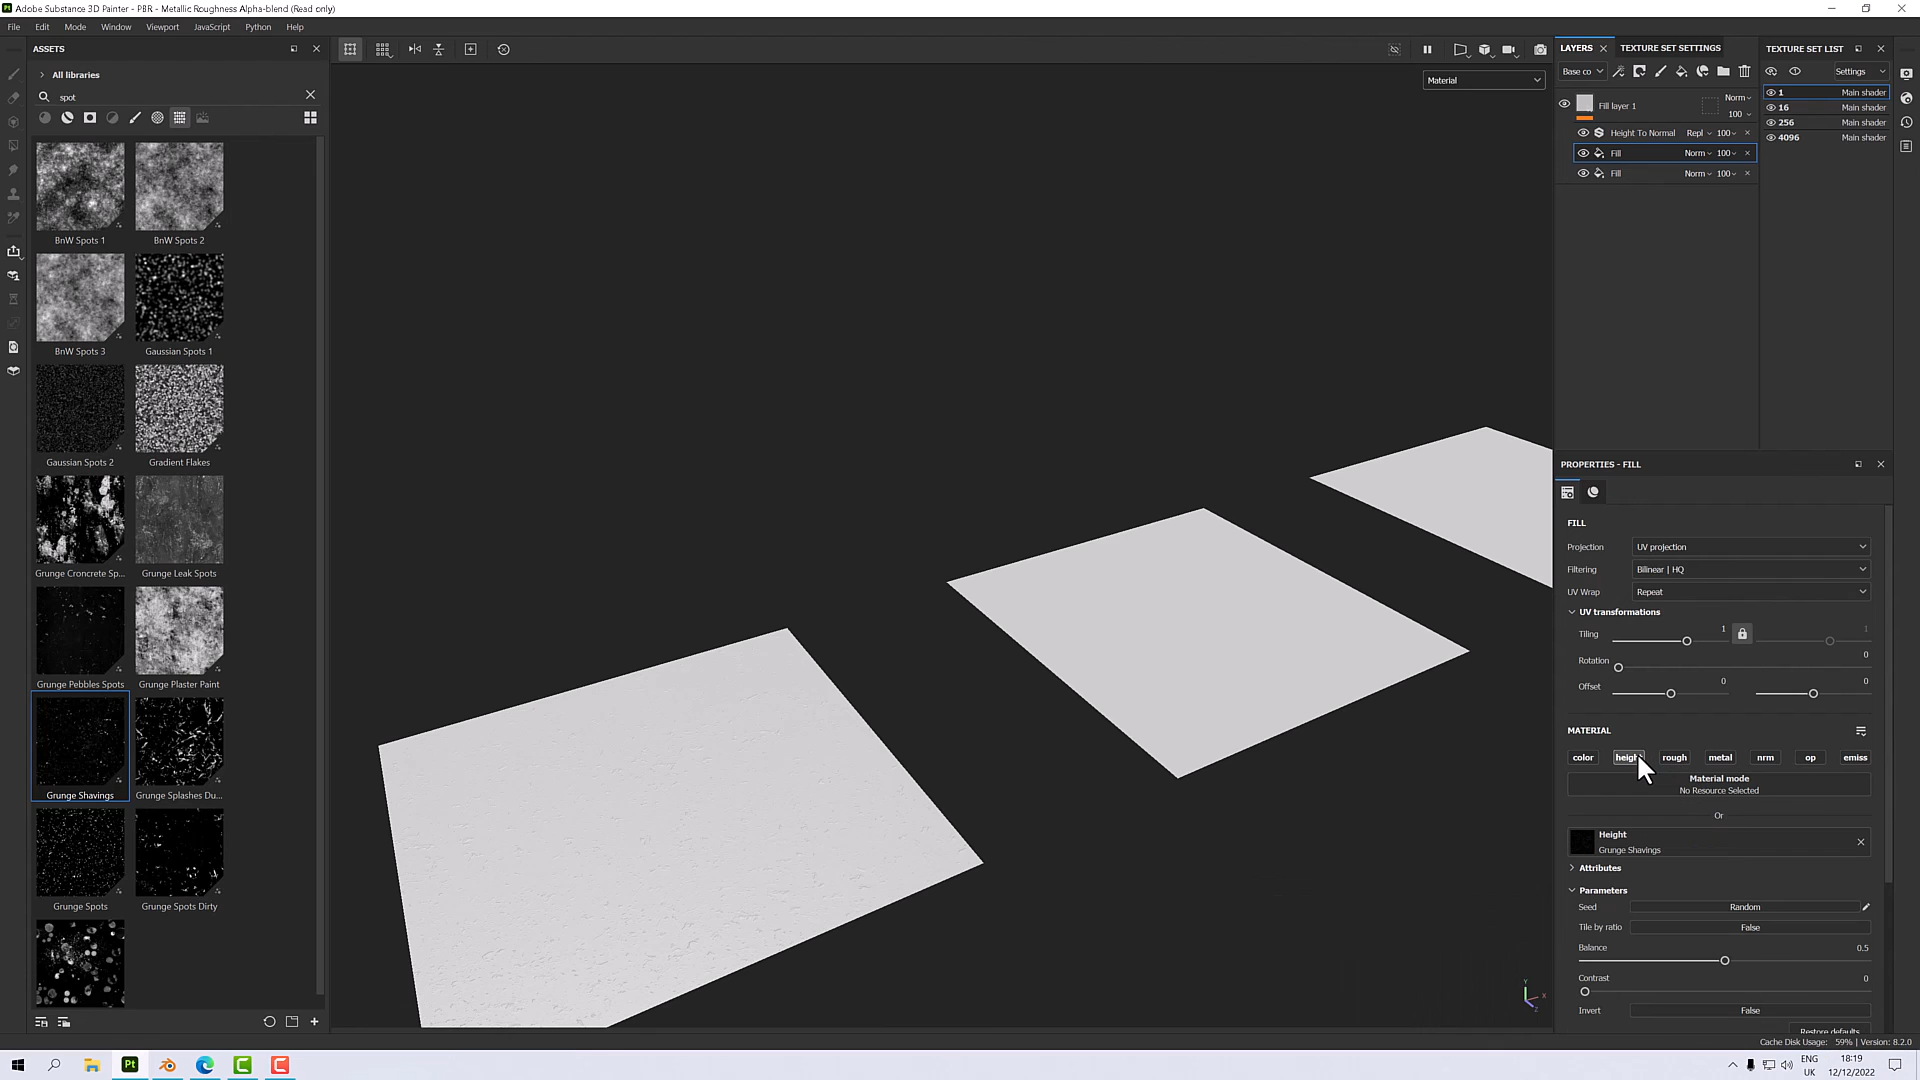 Adobe Substance 3D Painter - PBR - Metallic Roughness Alpha-blend (Read only)
File Edit Mode Window Viewport JavaScript Python Help
ASSETS
All libraries
spot
BnW Spots 1
BnW Spots 2
BnW Spots 3
Gaussian Spots 1
Gaussian Spots 2
Gradient Flakes
Grunge Croncrete Sp...
Grunge Leak Spots
Grunge Pebbles Spots
Grunge Plaster Paint
Grunge Shavings
Grunge Splashes Du...
Grunge Spots
Grunge Spots Dirty
Material
LAYERS
TEXTURE SET SETTINGS
Base co
Fill layer 1
Norm
100
Height To Normal Repl 100
Fill Norm 100
Fill Norm 100
TEXTURE SET LIST
Settings
1 Main shader
16 Main shader
256 Main shader
4096 Main shader
PROPERTIES - FILL
FILL
Projection UV projection
Filtering Bilinear | HQ
UV Wrap Repeat
UV transformations
Tiling 1 1
Rotation 0
Offset 0 0
MATERIAL
color height rough metal nrm op emiss
Material mode
No Resource Selected
Or
Height
Grunge Shavings
Attributes
Parameters
Seed Random
Tile by ratio False
Balance 0.5
Contrast 0
Invert False
Restore defaults
Cache Disk Usage: 59% | Version: 8.2.0
Y
X
Z
Pt
C
C
ENG
UK
18:19
12/12/2022